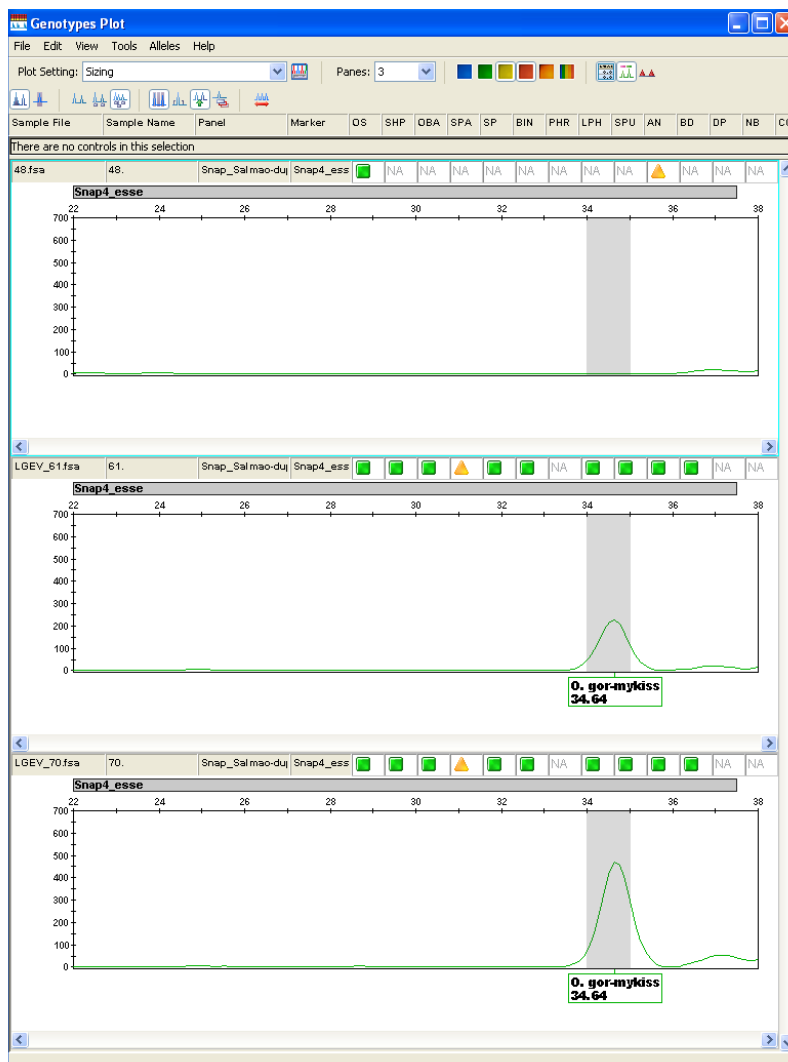 Genotypes Plot
File Edit View Tools Alleles Help
Plot Setting: Sizing Panes: 3
Sample File Sample Name Panel Marker OS SHP OBA SPA SP BIN PHR LPH SPU AN BD DP NB
There are no controls in this selection
48.fsa 48. Snap_Salmao-du Snap4_ess NA NA NA NA NA NA NA NA NA NA NA
Snap4_esse
22 24 26 28 30 32 34 36 38
700
600
500
400
300
200
100
0
LGEV_61.fsa 61. Snap_Salmao-du Snap4_ess NA NA NA
Snap4_esse
22 24 26 28 30 32 34 36 38
700
600
500
400
300
200
100
0
O. gor-mykiss
34.64
LGEV_70.fsa 70. Snap_Salmao-du Snap4_ess NA NA NA
Snap4_esse
22 24 26 28 30 32 34 36 38
700
600
500
400
300
200
100
0
O. gor-mykiss
34.64